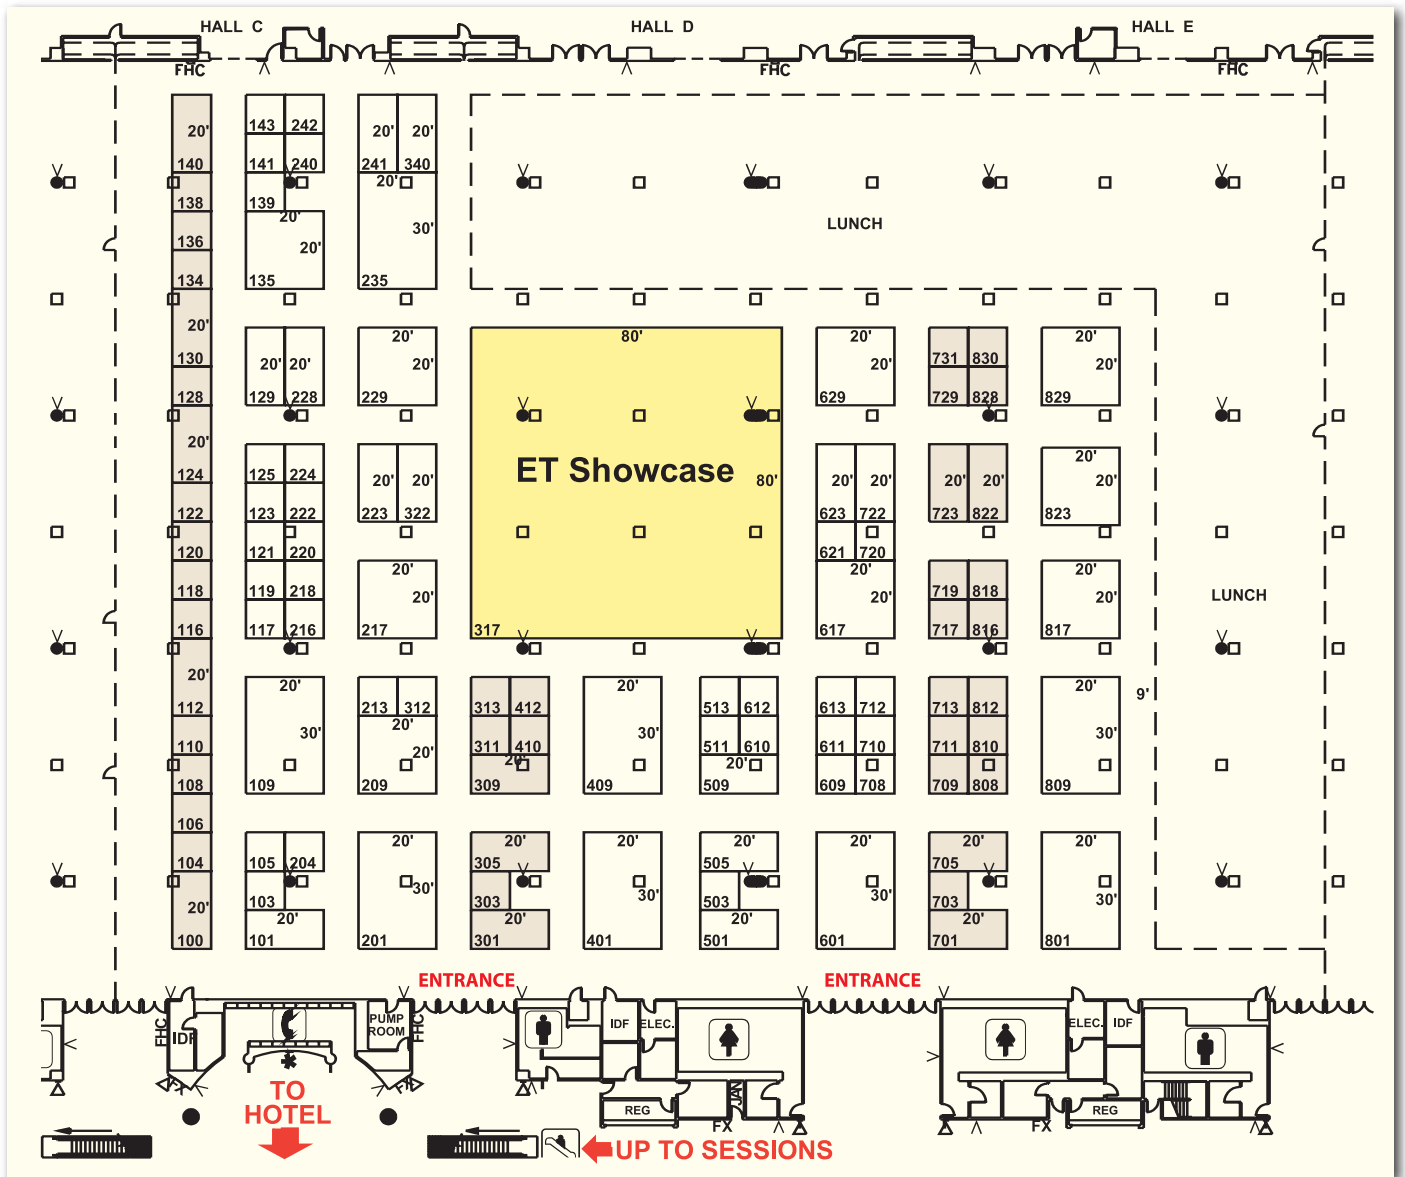 HALL C HALL D HALL E
FHC FHC FHC
20' 143 242 20' 20'
140 141 240 241 340
20'
138 139
20'
LUNCH
136 20' 30'
134 135 235
20' 80' 20' 20'
20'
130 20' 20' 20' 20' 731 830 20'
128 129 228 229 629 729 828 829
20'
20'
ET Showcase
124 125 224 20' 20' 80' 20' 20' 20' 20' 20'
122 123 222 223 322 623 722 723 822 823
120 121 220 621 720
20' 20' 20'
118 119 218 20' 20' 719 818 20'
LUNCH
116 117 216 217 317 617 717 816 817
20'
20' 20' 20' 9'
112 213 312 313 412 513 612 613 712 713 812
20'
30' 30' 30'
110 20' 311 410 511 610 611 710 711 810
20' 20'
108 109 209 309 409 509 609 708 709 808 809
106
20' 20' 20' 20' 20' 20' 20'
104 105 204 305 505 705
30' 30' 30' 30'
103 303 503 703
20' 20' 20' 20' 20'
100 101 201 301 401 501 601 701 801
ENTRANCE ENTRANCE
FHC IDF PUMP ROOM FHC IDF ELEC. ELEC. IDF
FX FX
TO
HOTEL
REG JAN REG
FX FX
UP TO SESSIONS